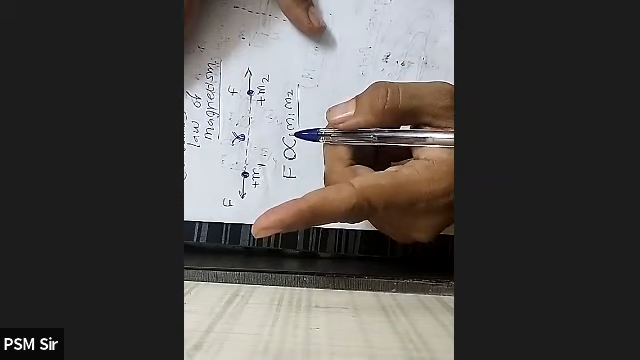 law of
magnetism:
F +m1 r +m2 F
F ∝ m1 m2
PSM Sir